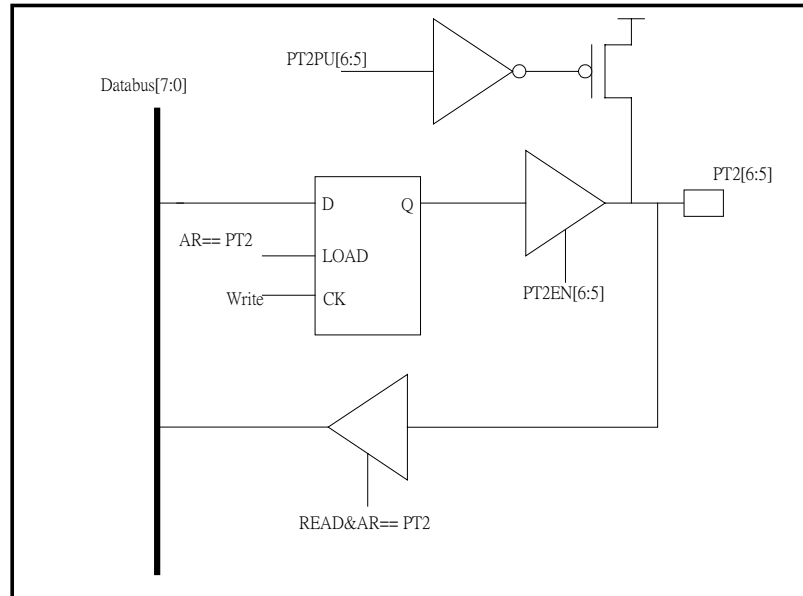 PT2PU[6:5]
Databus[7:0]
PT2[6:5]
D
Q
AR== PT2
LOAD
PT2EN[6:5]
Write
CK
READ&AR== PT2